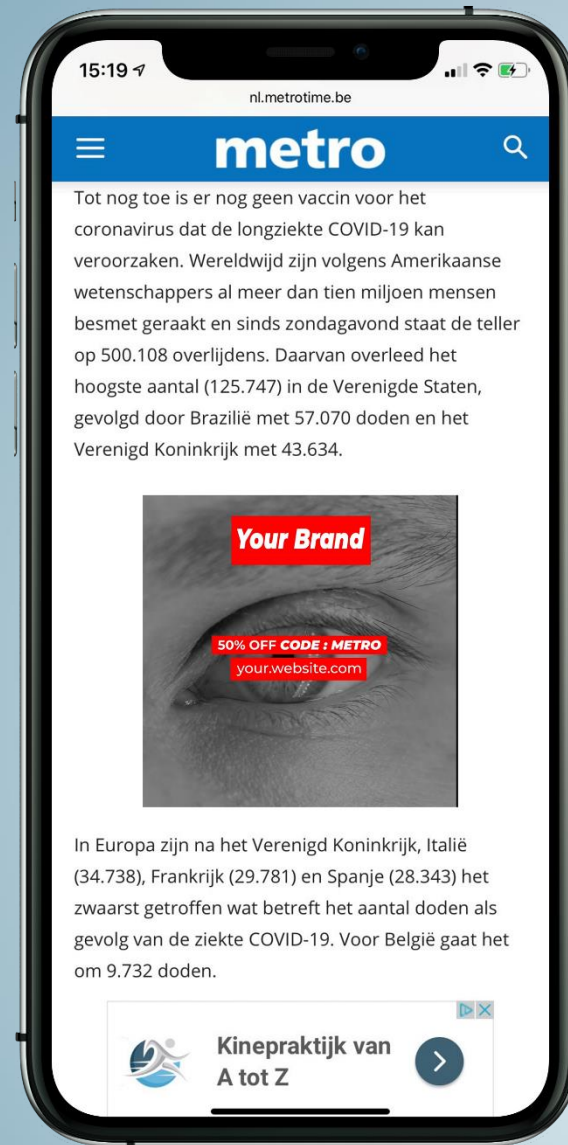 15:19
nl.metrotime.be
metro
Tot nog toe is er nog geen vaccin voor het
coronavirus dat de longziekte COVID-19 kan
veroorzaken. Wereldwijd zijn volgens Amerikaanse
wetenschappers al meer dan tien miljoen mensen
besmet geraakt en sinds zondagavond staat de teller
op 500.108 overlijdens. Daarvan overleed het
hoogste aantal (125.747) in de Verenigde Staten,
gevolgd door Brazilië met 57.070 doden en het
Verenigd Koninkrijk met 43.634.
Your Brand
50% OFF CODE : METRO
your.website.com
In Europa zijn na het Verenigd Koninkrijk, Italië
(34.738), Frankrijk (29.781) en Spanje (28.343) het
zwaarst getroffen wat betreft het aantal doden als
gevolg van de ziekte COVID-19. Voor België gaat het
om 9.732 doden.
Kinepraktijk van
A tot Z